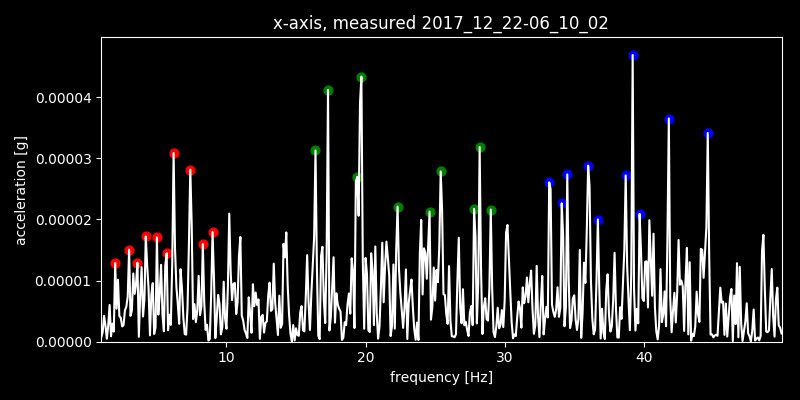 x-axis, measured 2017_12_22-06_10_02
0.00004
0.00003
0.00002
0.00001
0.00000
acceleration [g]
10 20 30 40
frequency [Hz]